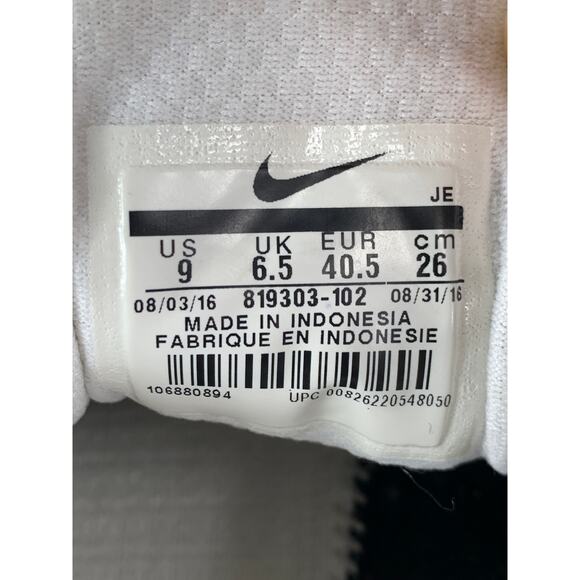 JE
US UK EUR cm
9 6.5 40.5 26
08/03/16 819303-102 08/31/16
MADE IN INDONESIA
FABRIQUE EN INDONESIE
106880894 UPC 00826220548050